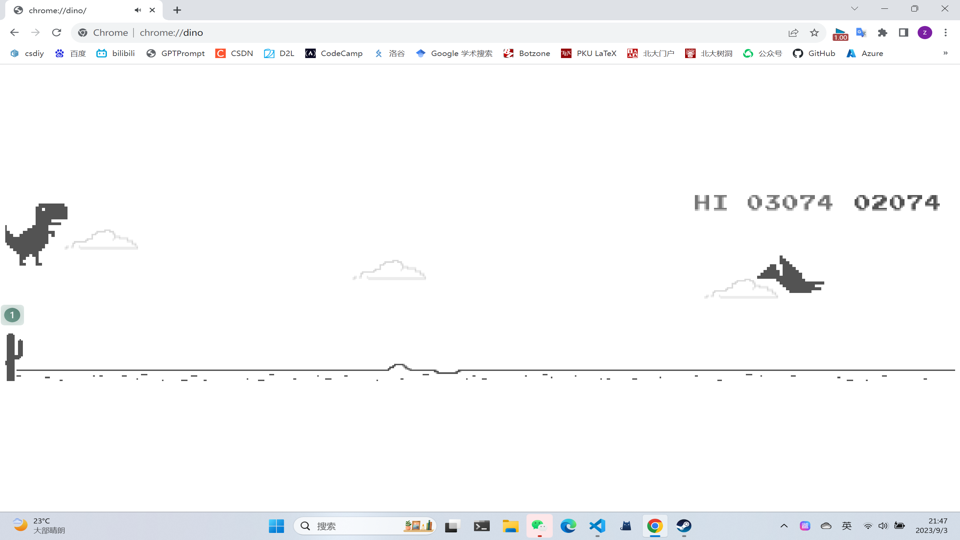 chrome://dino/
Chrome | chrome://dino
1.00
z
csdiy 百度 bilibili GPTPrompt CSDN D2L CodeCamp 洛谷 Google 学术搜索 Botzone PKU LaTeX 北大门户 北大树洞 公众号 GitHub Azure »
HI 03074 02074
1
23°C
大部晴朗
搜索
英
21:47
2023/9/3